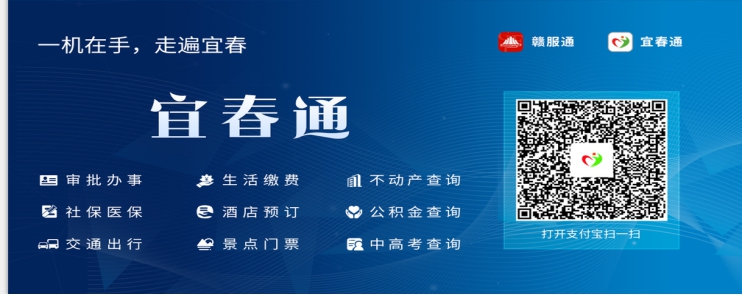 一机在手，走遍宜春
赣服通 宜春通
宜春通
审批办事 生活缴费 不动产查询
社保医保 酒店预订 公积金查询
交通出行 景点门票 中高考查询
打开支付宝扫一扫